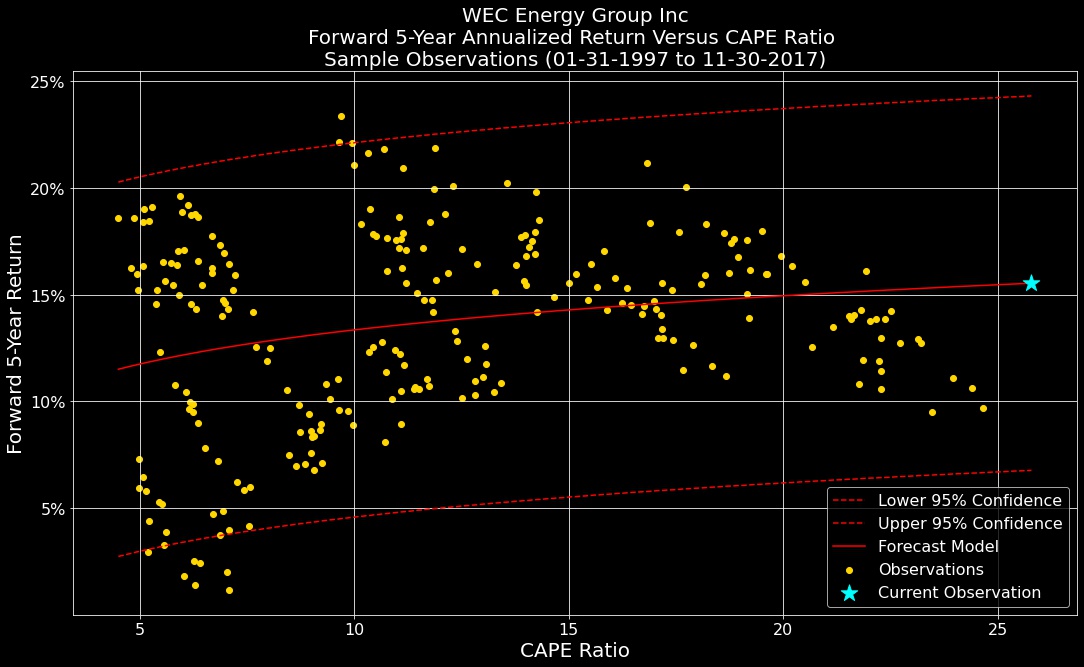 WEC Energy Group Inc
Forward 5-Year Annualized Return Versus CAPE Ratio
Sample Observations (01-31-1997 to 11-30-2017)
Forward 5-Year Return
25%
20%
15%
10%
5%
Lower 95% Confidence
Upper 95% Confidence
Forecast Model
Observations
Current Observation
5
10
15
20
25
CAPE Ratio